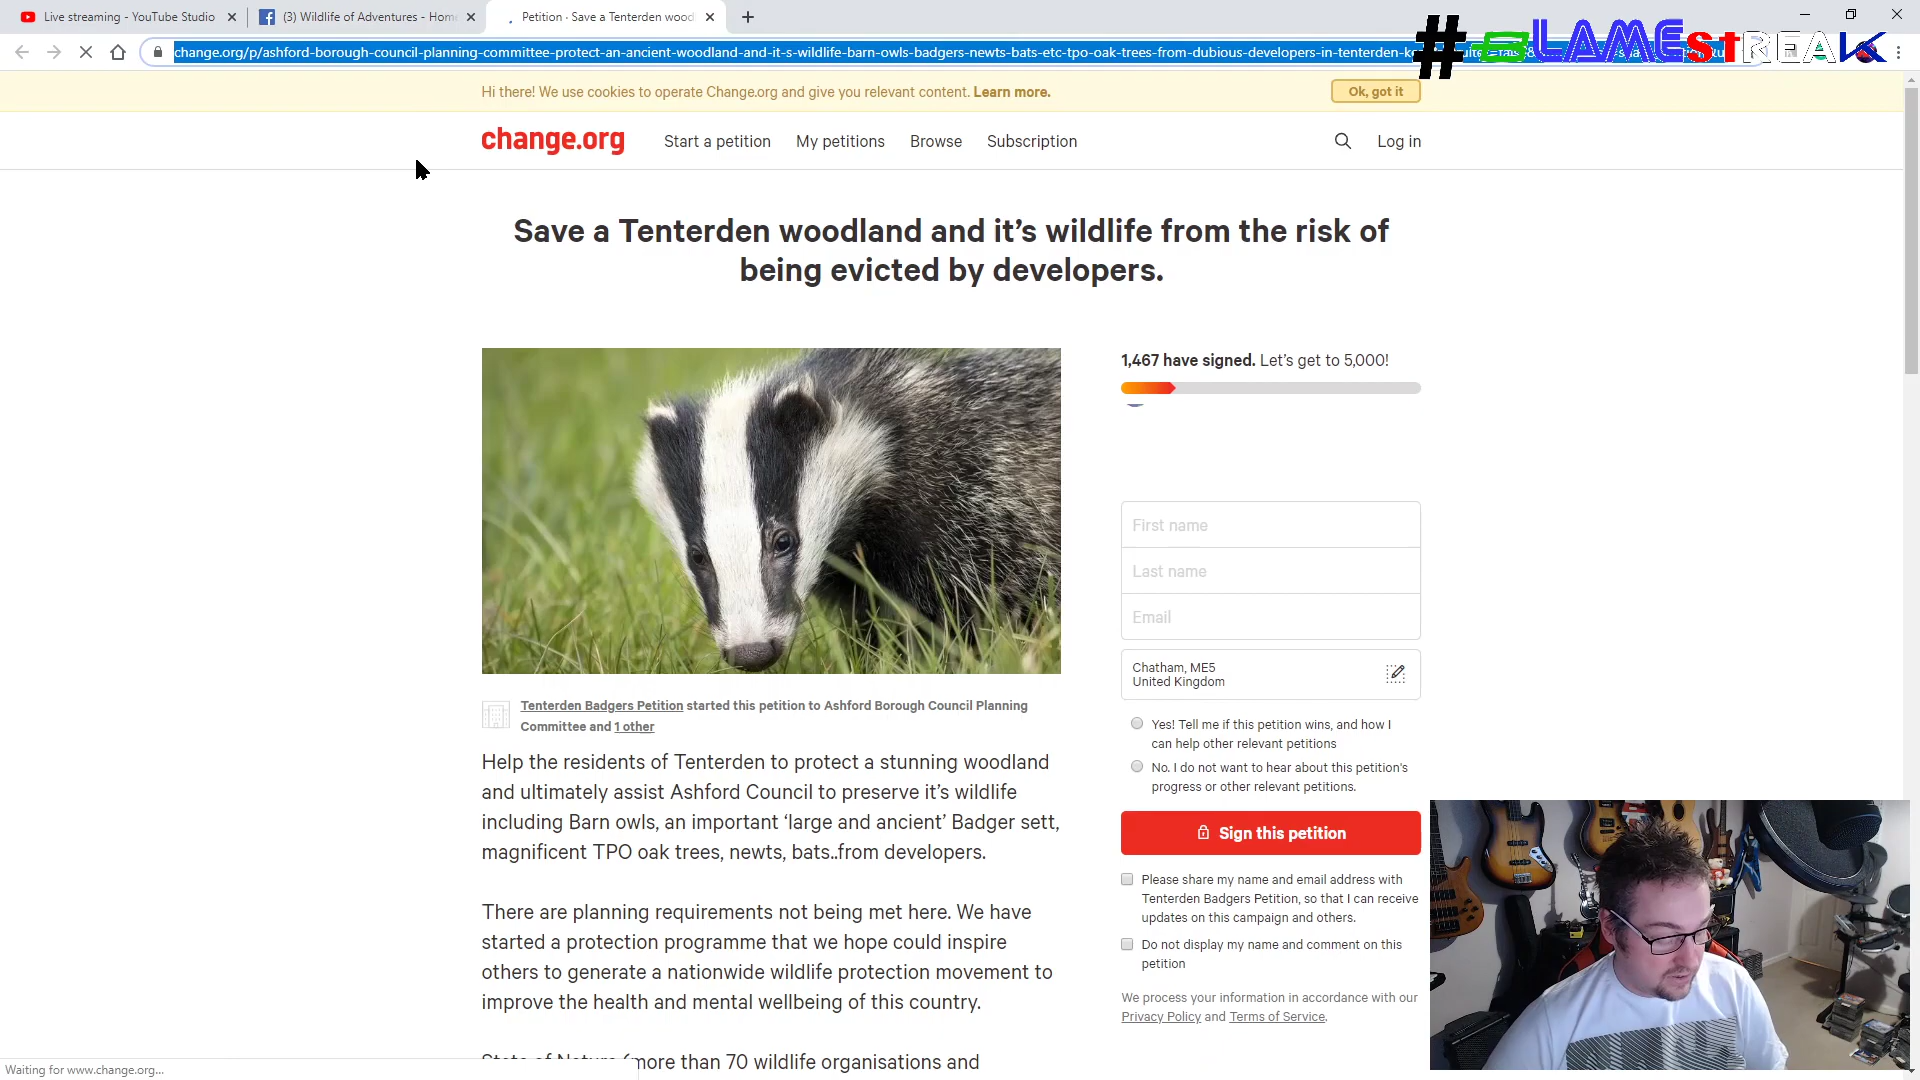 Live streaming - YouTube Studio
(3) Wildlife of Adventures - Home
Petition · Save a Tenterden wood
change.org/p/ashford-borough-council-planning-committee-protect-an-ancient-woodland-and-it-s-wildlife-barn-owls-badgers-newts-bats-etc-tpo-oak-trees-from-dubious-developers-in-tenterden-k
#BLAMEstREAK
Hi there! We use cookies to operate Change.org and give you relevant content. Learn more.
Ok, got it
change.org
Start a petition
My petitions
Browse
Subscription
Log in
Save a Tenterden woodland and it’s wildlife from the risk of
being evicted by developers.
1,467 have signed. Let’s get to 5,000!
First name
Last name
Email
Chatham, ME5
United Kingdom
Yes! Tell me if this petition wins, and how I
can help other relevant petitions
No. I do not want to hear about this petition's
progress or other relevant petitions.
Sign this petition
Please share my name and email address with
Tenterden Badgers Petition, so that I can receive
updates on this campaign and others.
Do not display my name and comment on this
petition
We process your information in accordance with our
Privacy Policy and Terms of Service.
Tenterden Badgers Petition started this petition to Ashford Borough Council Planning
Committee and 1 other
Help the residents of Tenterden to protect a stunning woodland
and ultimately assist Ashford Council to preserve it’s wildlife
including Barn owls, an important ‘large and ancient’ Badger sett,
magnificent TPO oak trees, newts, bats..from developers.
There are planning requirements not being met here. We have
started a protection programme that we hope could inspire
others to generate a nationwide wildlife protection movement to
improve the health and mental wellbeing of this country.
State of Nature (more than 70 wildlife organisations and
Waiting for www.change.org...